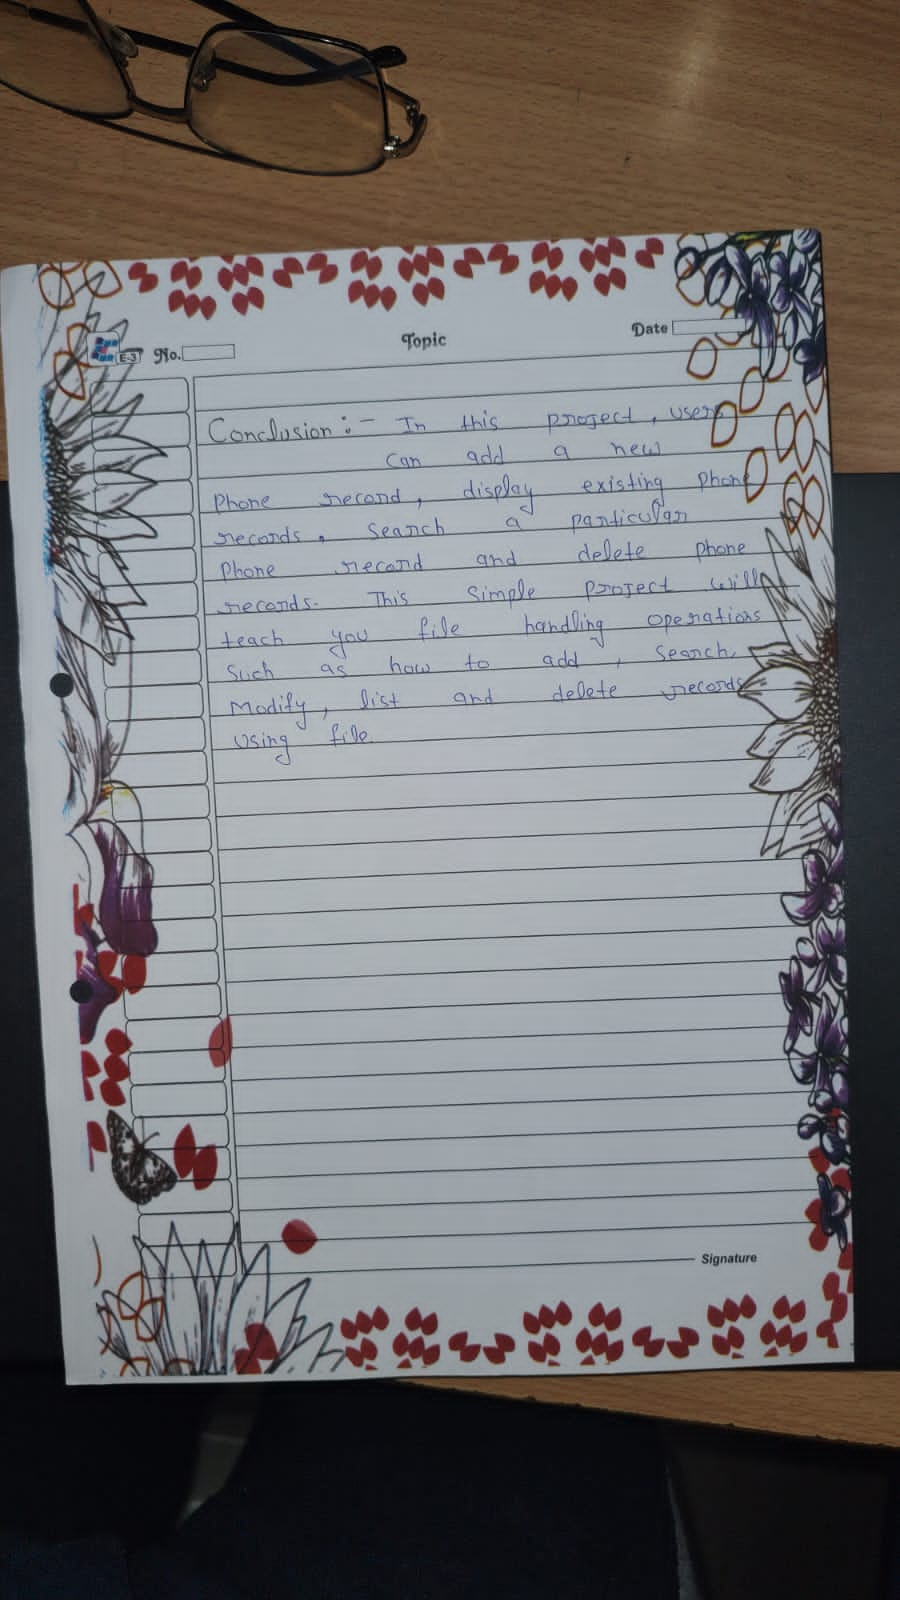 E-3 No. Topic Date
Conclusion :- In this project, users
can add a new
Phone record, display existing phone
records, search a particular
Phone record and delete phone
records. This simple project will
teach you file handling operations
such as how to add, search,
Modify, list and delete records
using file.
Signature